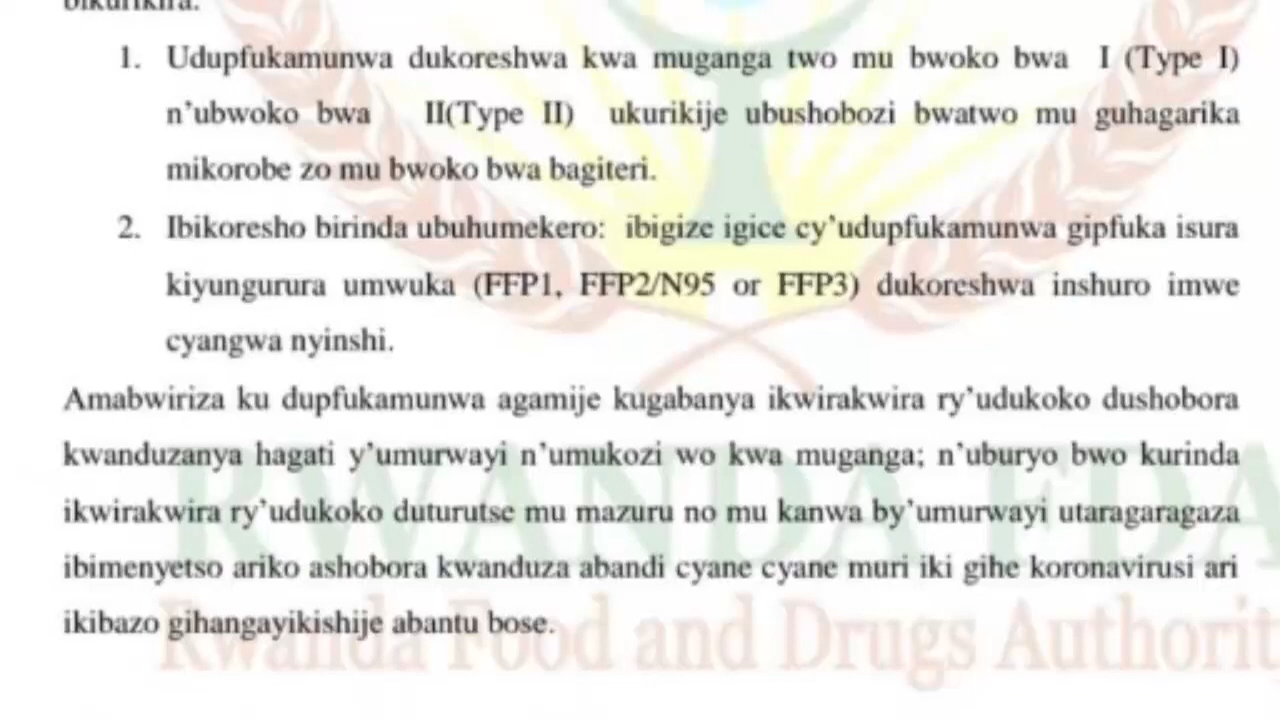 bikurikira:
1. Udupfukamunwa dukoreshwa kwa muganga two mu bwoko bwa I (Type I)
n’ubwoko bwa II(Type II) ukurikije ubushobozi bwatwo mu guhagarika
mikorobe zo mu bwoko bwa bagiteri.
2. Ibikoresho birinda ubuhumekero: ibigize igice cy’udupfukamunwa gipfuka isura
kiyungurura umwuka (FFP1, FFP2/N95 or FFP3) dukoreshwa inshuro imwe
cyangwa nyinshi.
Amabwiriza ku dupfukamunwa agamije kugabanya ikwirakwira ry’udukoko dushobora
kwanduzanya hagati y’umurwayi n’umukozi wo kwa muganga; n’uburyo bwo kurinda
ikwirakwira ry’udukoko duturutse mu mazuru no mu kanwa by’umurwayi utaragaragaza
ibimenyetso ariko ashobora kwanduza abandi cyane cyane muri iki gihe koronavirusi ari
ikibazo gihangayikishije abantu bose.
RWANDA FDA
Rwanda Food and Drugs Authorit